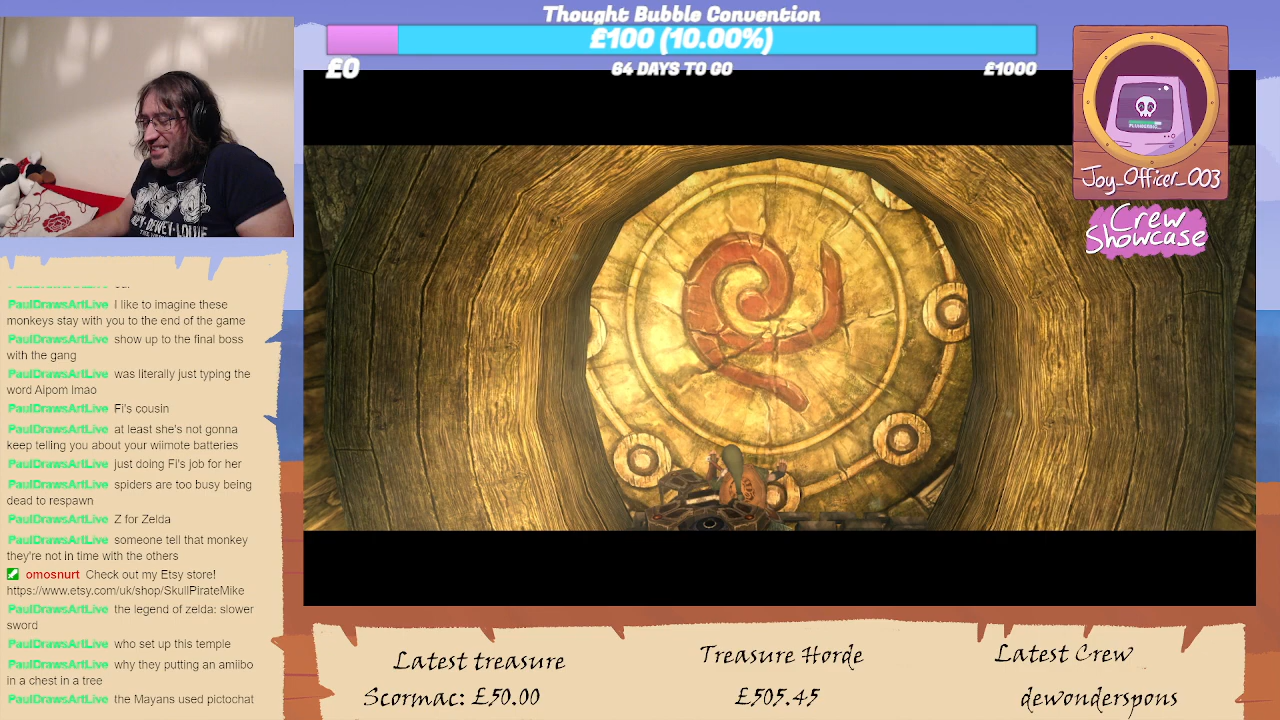 Thought Bubble Convention
£100 (10.00%)
£0
64 DAYS TO GO
£1000
Joy_Officer_003
Crew
Showcase
PaulDrawsArtLive I like to imagine these
monkeys stay with you to the end of the game
PaulDrawsArtLive show up to the final boss
with the gang
PaulDrawsArtLive was literally just typing the
word Aipom lmao
PaulDrawsArtLive Fi's cousin
PaulDrawsArtLive at least she's not gonna
keep telling you about your wiimote batteries
PaulDrawsArtLive just doing Fi's job for her
PaulDrawsArtLive spiders are too busy being
dead to respawn
PaulDrawsArtLive Z for Zelda
PaulDrawsArtLive someone tell that monkey
they're not in time with the others
omosnurt Check out my Etsy store!
https://www.etsy.com/uk/shop/SkullPirateMike
PaulDrawsArtLive the legend of zelda: slower
sword
PaulDrawsArtLive who set up this temple
PaulDrawsArtLive why they putting an amiibo
in a chest in a tree
PaulDrawsArtLive the Mayans used pictochat
Latest treasure
Scormac: £50.00
Treasure Horde
£505.45
Latest Crew
dewonderspons